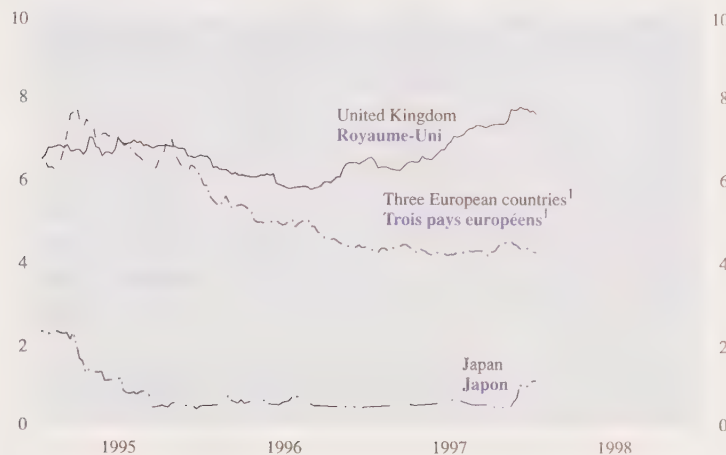 10
10
8
8
United Kingdom
Royaume-Uni
6
6
Three European countries¹
Trois pays européens¹
4
4
2
2
Japan
Japon
0
0
1995 1996 1997 1998